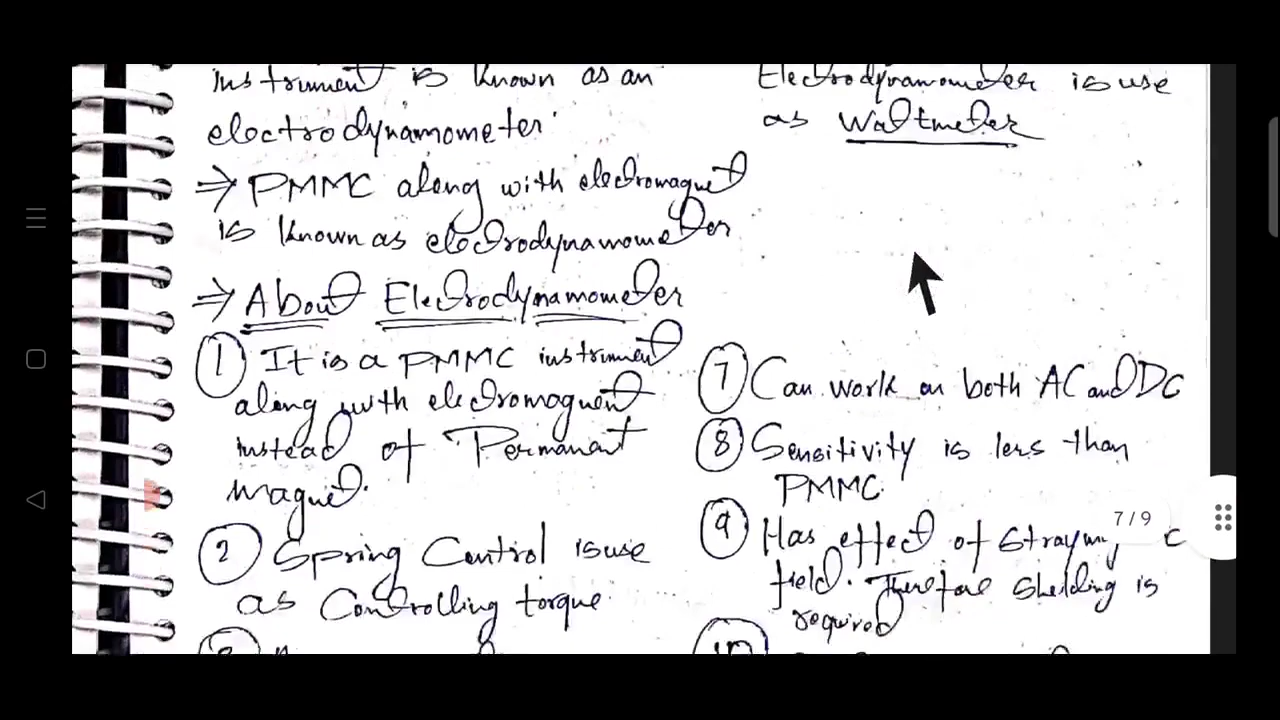 instrument is known as an
electrodynamometer
⇒ PMMC along with electromagnet
is known as electrodynamometer
⇒ About Electrodynamometer
① It is a PMMC instrument
along with electromagnent
instead of Permanant
magnet.
② Spring Control is use
as Controlling torque
Electrodynamometer is use
as Wattmeter
⑦ Can work on both AC and DC
⑧ Sensitivity is less than
PMMC
7/9
⑨ Has effect of Stray
field. Therefore Sheilding is
required